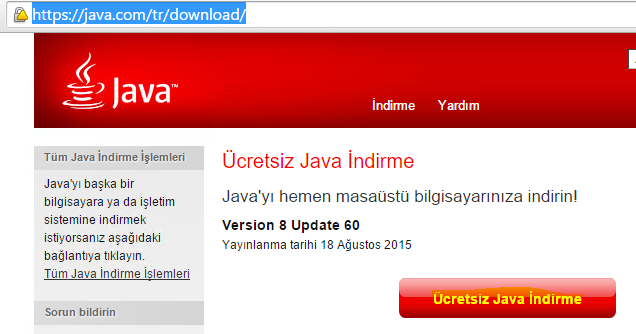 https://java.com/tr/download/
Java™
İndirme Yardım
Tüm Java İndirme İşlemleri
Java'yı başka bir
bilgisayara ya da işletim
sistemine indirmek
istiyorsanız aşağıdaki
bağlantıya tıklayın.
Tüm Java İndirme İşlemleri
Sorun bildirin
Ücretsiz Java İndirme
Java'yı hemen masaüstü bilgisayarınıza indirin!
Version 8 Update 60
Yayınlanma tarihi 18 Ağustos 2015
Ücretsiz Java İndirme